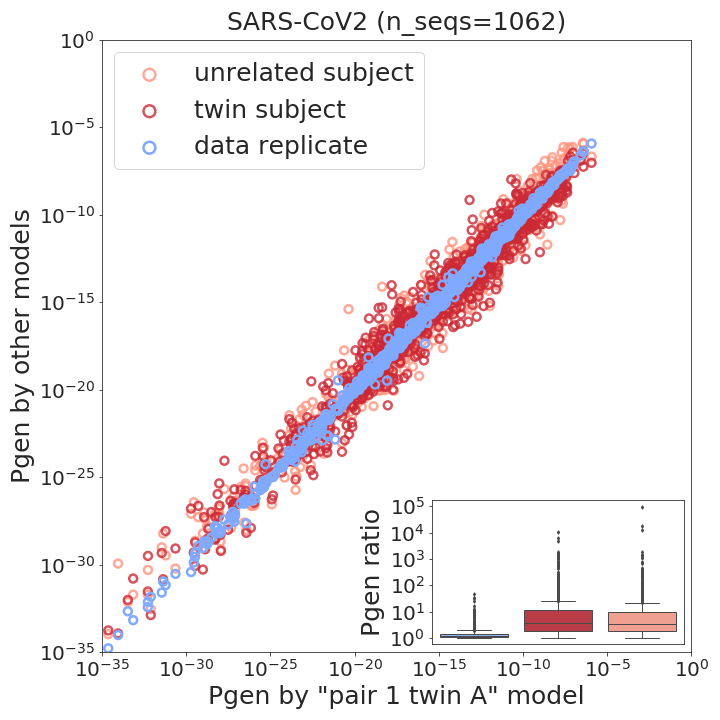 SARS-CoV2 (n_seqs=1062)
unrelated subject
twin subject
data replicate
10^0
10^-5
10^-10
10^-15
10^-20
10^-25
10^-30
10^-35
Pgen by other models
10^5
10^4
10^3
10^2
10^1
10^0
Pgen ratio
10^-35 10^-30 10^-25 10^-20 10^-15 10^-10 10^-5 10^0
Pgen by "pair 1 twin A" model